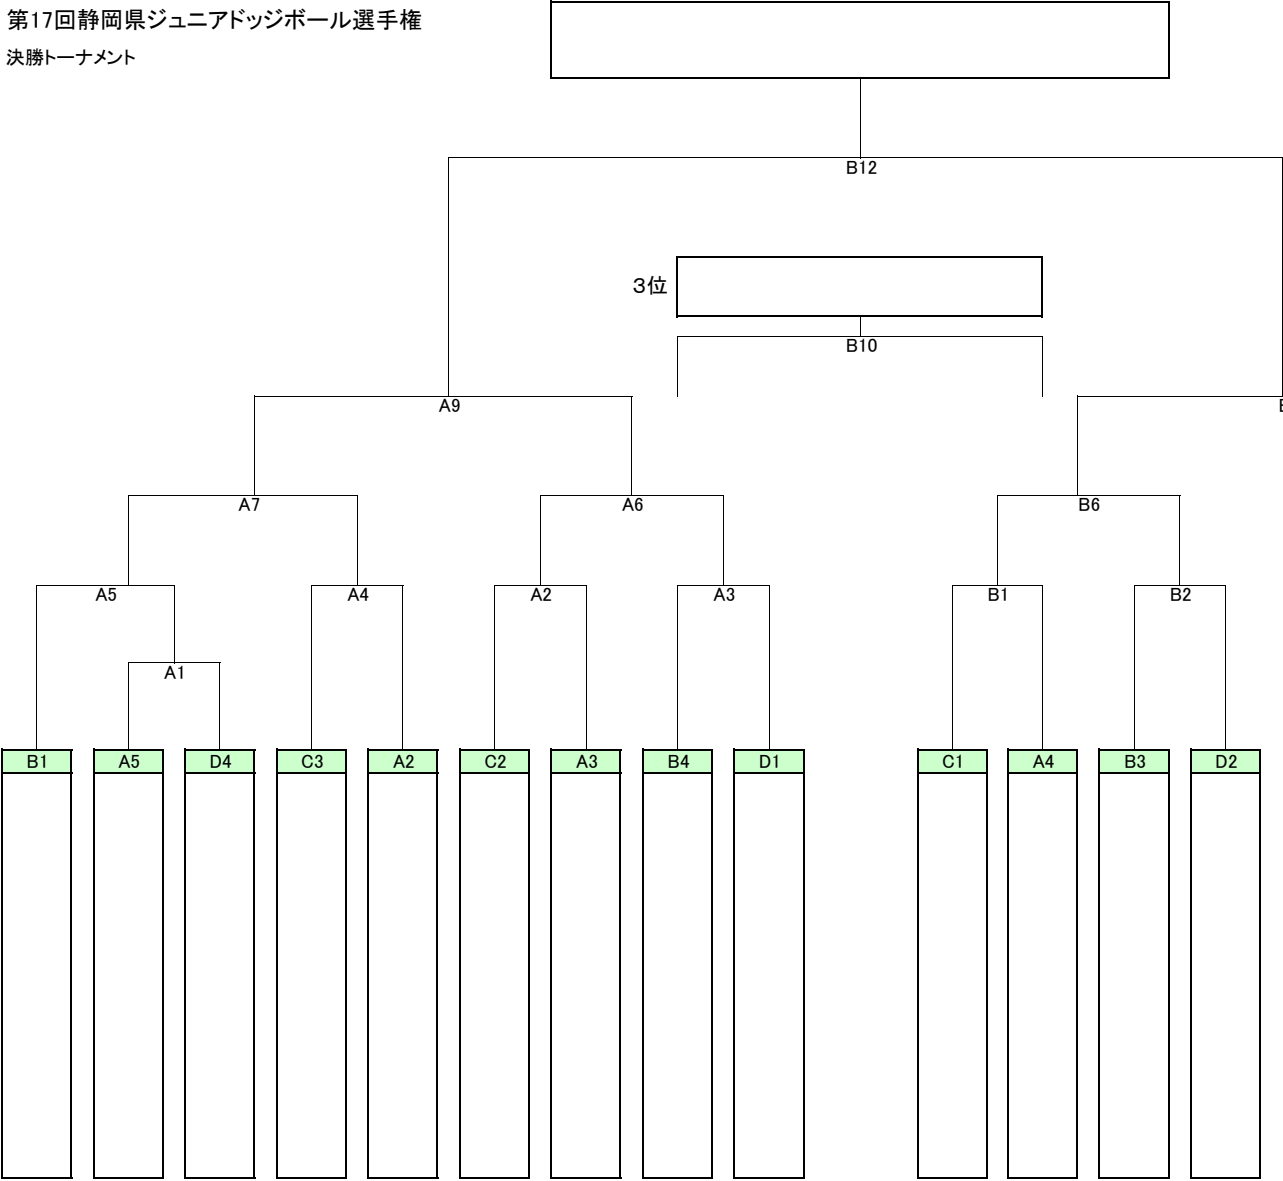 第17回静岡県ジュニアドッジボール選手権
決勝トーナメント
B12
３位
B10
A9
A7
A6
B6
A5
A4
A2
A3
B1
B2
A1
B1
A5
D4
C3
A2
C2
A3
B4
D1
C1
A4
B3
D2